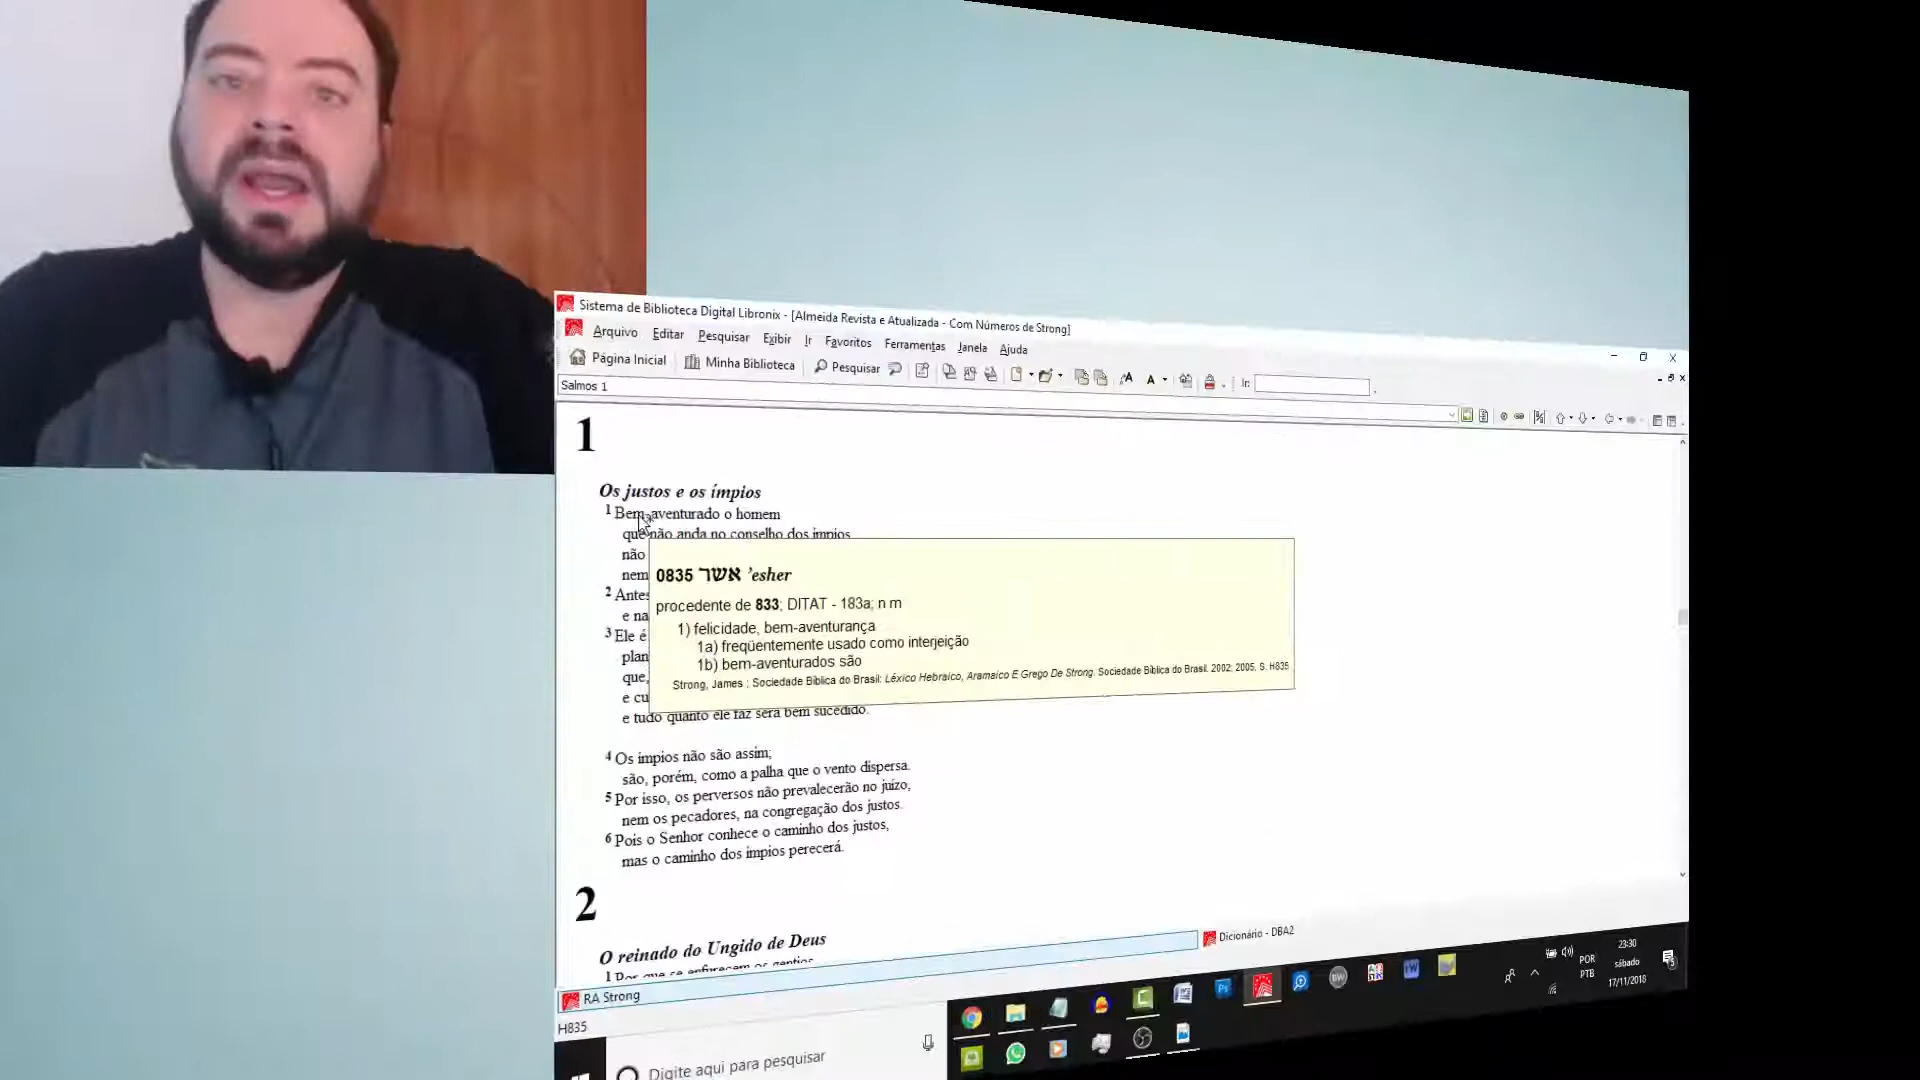 Sistema de Biblioteca Digital Libronix - [Almeida Revista e Atualizada - Com Números de Strong]
Arquivo Editar Pesquisar Exibir Ir Favoritos Ferramentas Janela Ajuda
Página Inicial Minha Biblioteca Pesquisar Ir:
Salmos 1
1
Os justos e os ímpios
1 Bem-aventurado o homem
que não anda no conselho dos ímpios
não
nem
0835 אשר ’esher
procedente de 833; DITAT - 183a; n m
1) felicidade, bem-aventurança
1a) freqüentemente usado como interjeição
1b) bem-aventurados são
Strong, James ; Sociedade Bíblica do Brasil: Léxico Hebraico, Aramaico E Grego De Strong. Sociedade Bíblica do Brasil. 2002; 2005, S. H835
2 Antes
e na
3 Ele é
plan
que,
e cu
e tudo quanto ele faz será bem sucedido.
4 Os ímpios não são assim;
são, porém, como a palha que o vento dispersa.
5 Por isso, os perversos não prevalecerão no juízo,
nem os pecadores, na congregação dos justos.
6 Pois o Senhor conhece o caminho dos justos,
mas o caminho dos ímpios perecerá.
2
O reinado do Ungido de Deus
1 Por que se enfurecem os gentios
RA Strong
Dicionário - DBA2
H835
Digite aqui para pesquisar
POR
PTB
23:30
sábado
17/11/2018